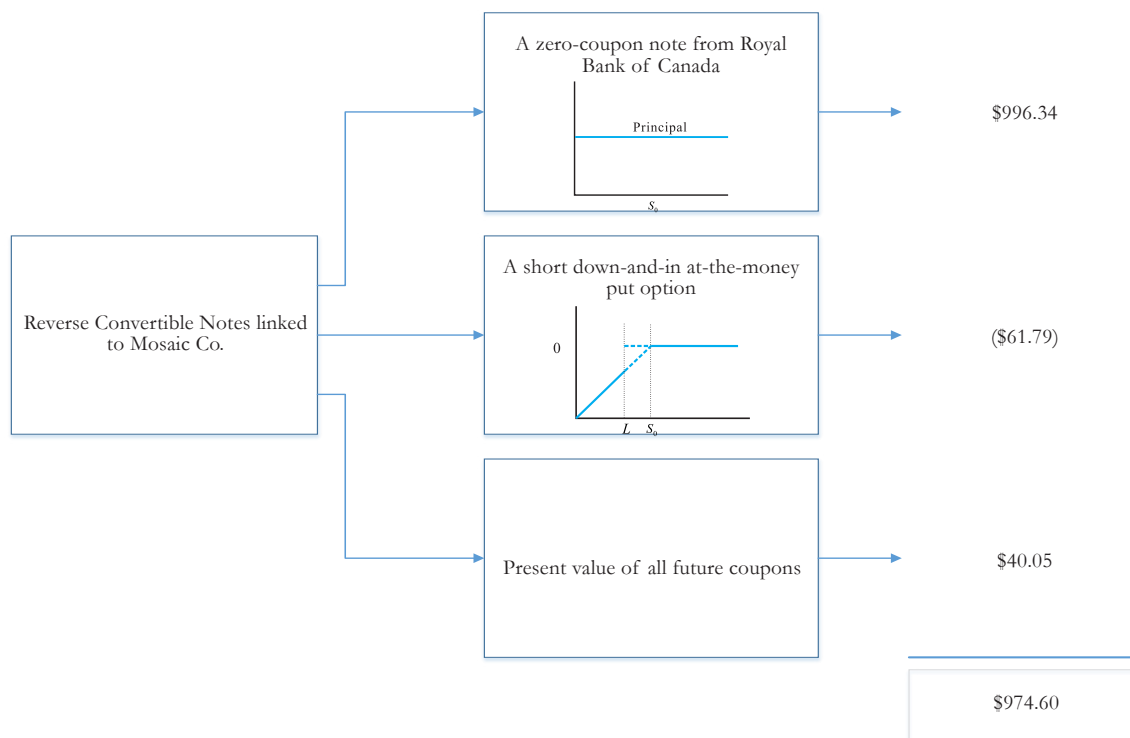 A zero-coupon note from Royal
Bank of Canada
Principal
S₀
$996.34
Reverse Convertible Notes linked
to Mosaic Co.
A short down-and-in at-the-money
put option
0
L
S₀
($61.79)
Present value of all future coupons
$40.05
$974.60